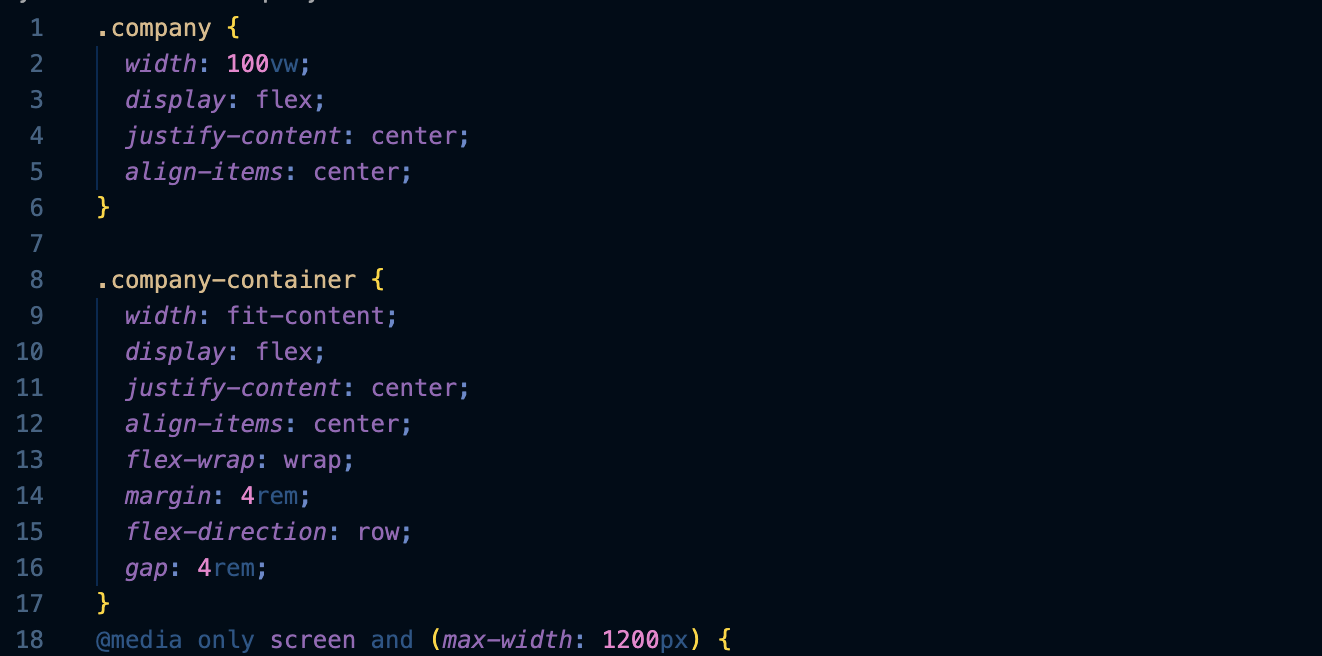 1 .company {
2 width: 100vw;
3 display: flex;
4 justify-content: center;
5 align-items: center;
6 }
7
8 .company-container {
9 width: fit-content;
10 display: flex;
11 justify-content: center;
12 align-items: center;
13 flex-wrap: wrap;
14 margin: 4rem;
15 flex-direction: row;
16 gap: 4rem;
17 }
18 @media only screen and (max-width: 1200px) {